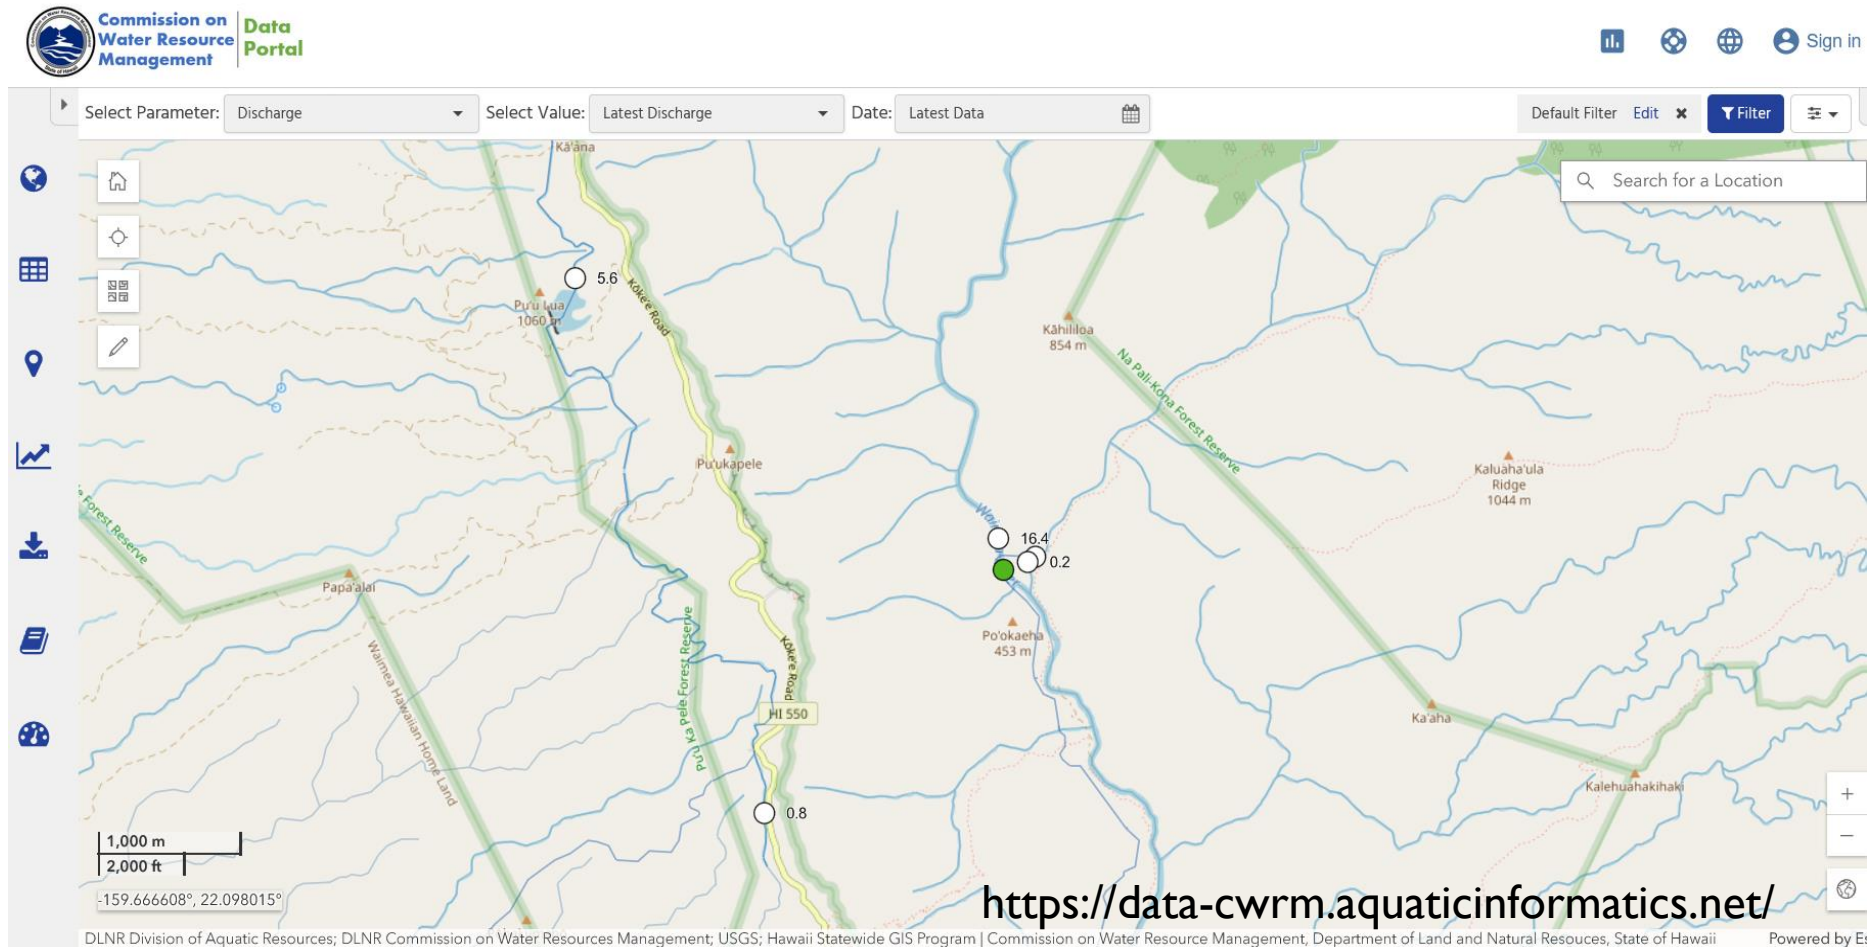 Commission on
Water Resource
Management
Data
Portal
Sign in
Select Parameter: Discharge
Select Value: Latest Discharge
Date: Latest Data
Default Filter Edit ✖
Filter
Search for a Location
Kā'āna
5.6
Pu'u Lua
1060 m
Kōke'e Road
Kāhililoa
854 m
Na Pali-Kona Forest Reserve
Pu'ukapele
Kaluaha'ula
Ridge
1044 m
Forest Reserve
16.4
0.2
Papa'alai
Po'okaeha
453 m
Waimea Hawaiian Home Land
Pu'u Ka Pele Forest Reserve
Kōke'e Road
HI 550
Ka'aha
Kalehuahakihaki
0.8
1,000 m
2,000 ft
-159.666608°, 22.098015°
https://data-cwrm.aquaticinformatics.net/
DLNR Division of Aquatic Resources; DLNR Commission on Water Resources Management; USGS; Hawaii Statewide GIS Program | Commission on Water Resource Management, Department of Land and Natural Resouces, State of Hawaii
Powered by E